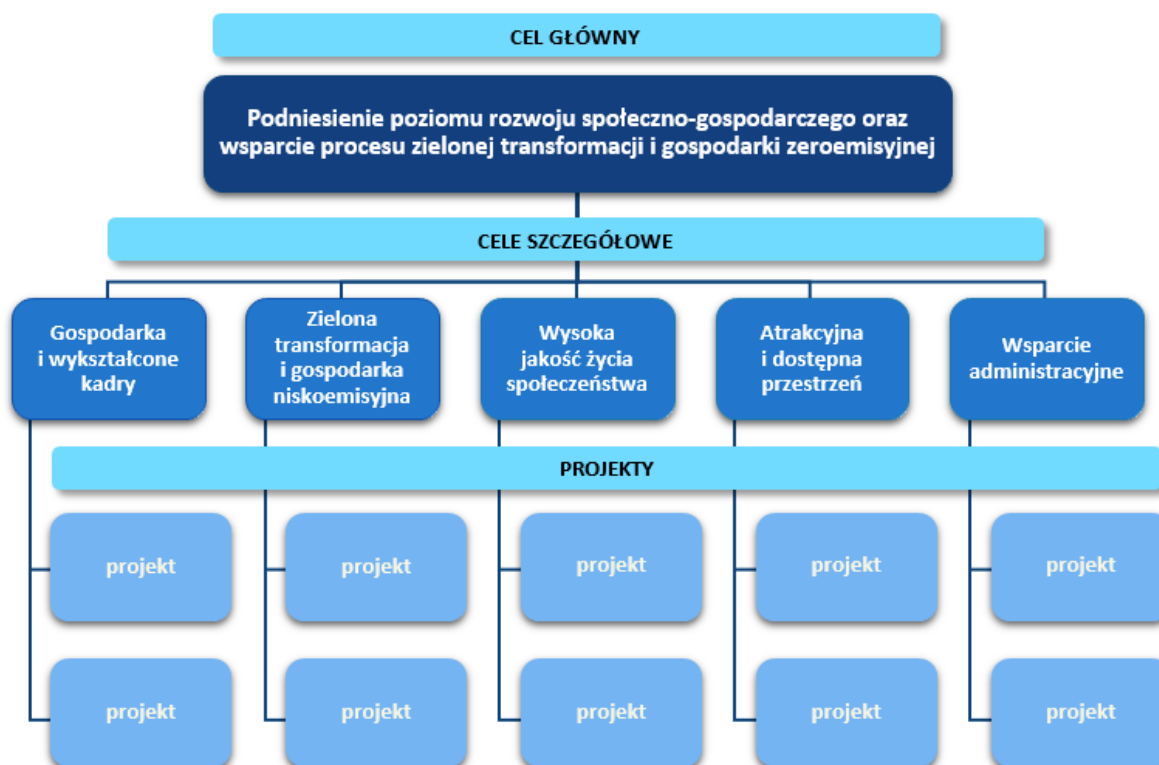 CEL GŁÓWNY
Podniesienie poziomu rozwoju społeczno-gospodarczego oraz
wsparcie procesu zielonej transformacji i gospodarki zeroemisyjnej
CELE SZCZEGÓŁOWE
Gospodarka
i wykształcone
kadry
Zielona
transformacja
i gospodarka
niskoemisyjna
Wysoka
jakość życia
społeczeństwa
Atrakcyjna
i dostępna
przestrzeń
Wsparcie
administracyjne
PROJEKTY
projekt
projekt
projekt
projekt
projekt
projekt
projekt
projekt
projekt
projekt